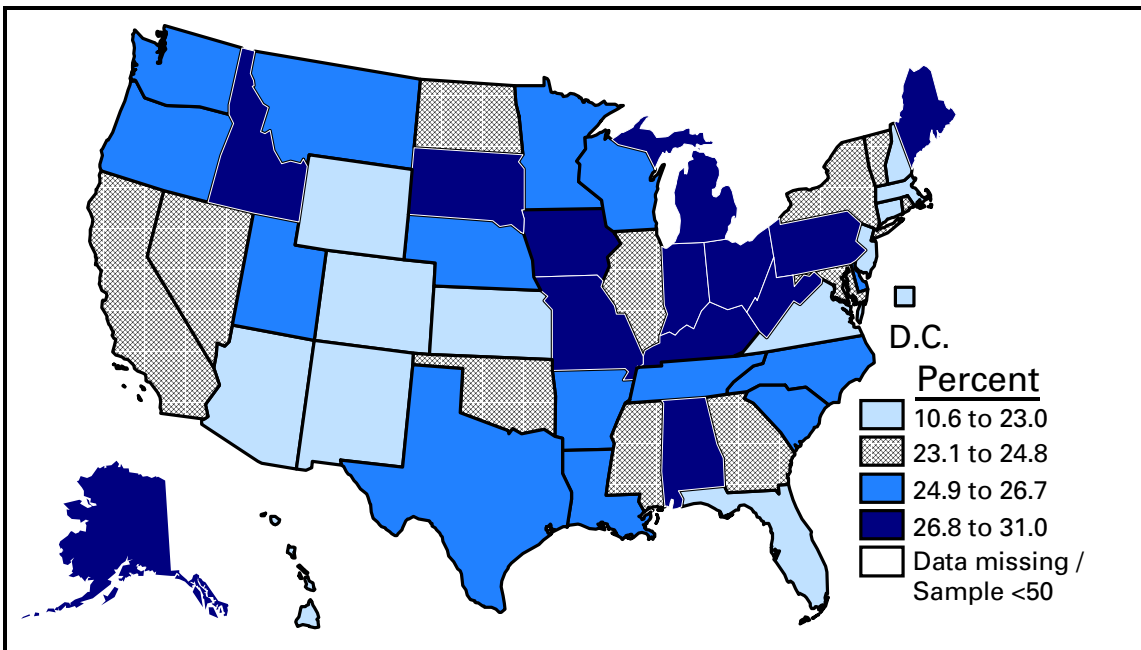 D.C.
Percent
10.6 to 23.0
23.1 to 24.8
24.9 to 26.7
26.8 to 31.0
Data missing /
Sample <50